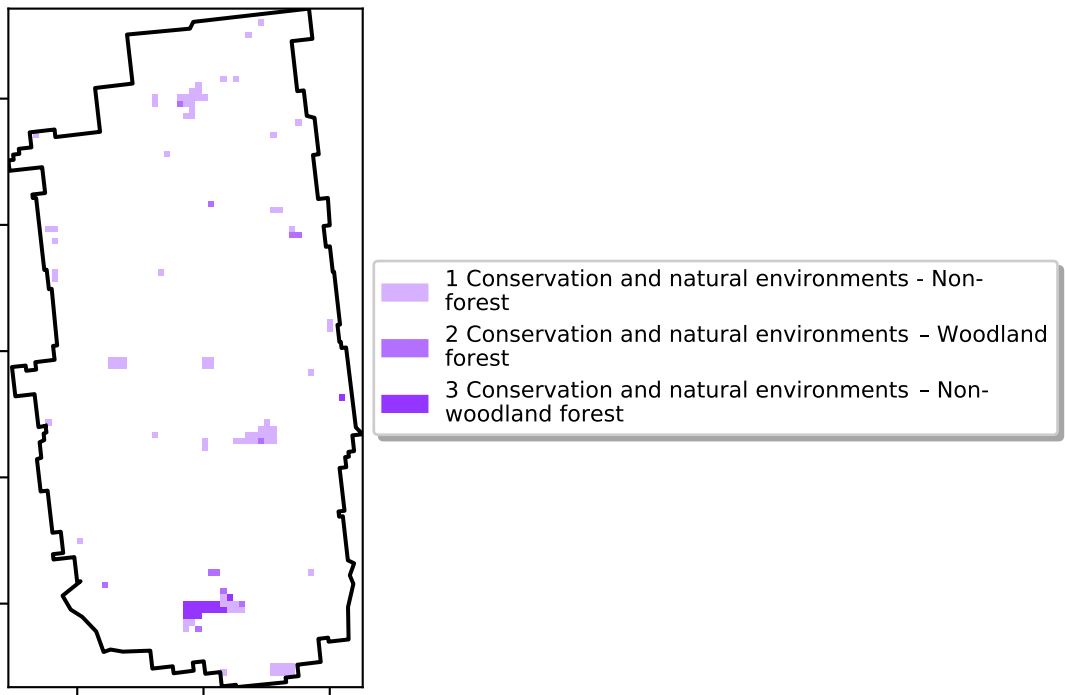 1 Conservation and natural environments - Non-
forest
2 Conservation and natural environments – Woodland
forest
3 Conservation and natural environments – Non-
woodland forest